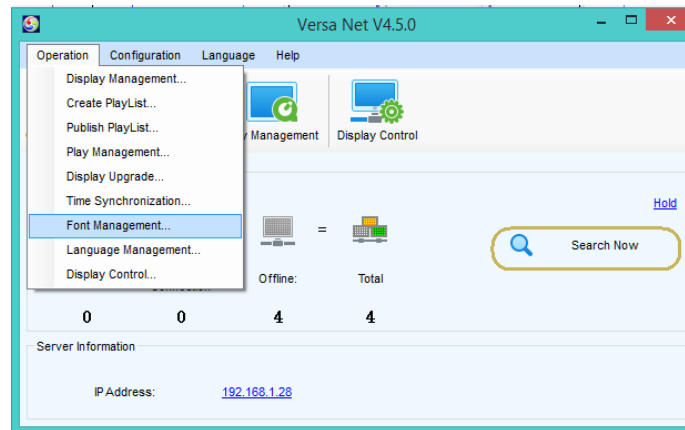 Versa Net V4.5.0
Operation Configuration Language Help
Display Management...
Create PlayList...
Publish PlayList...
Play Management...
Display Upgrade...
Time Synchronization...
Font Management...
Language Management...
Display Control...
Management Display Control
Hold
=
Search Now
Offline: Total
0 0 4 4
Server Information
IP Address: 192.168.1.28